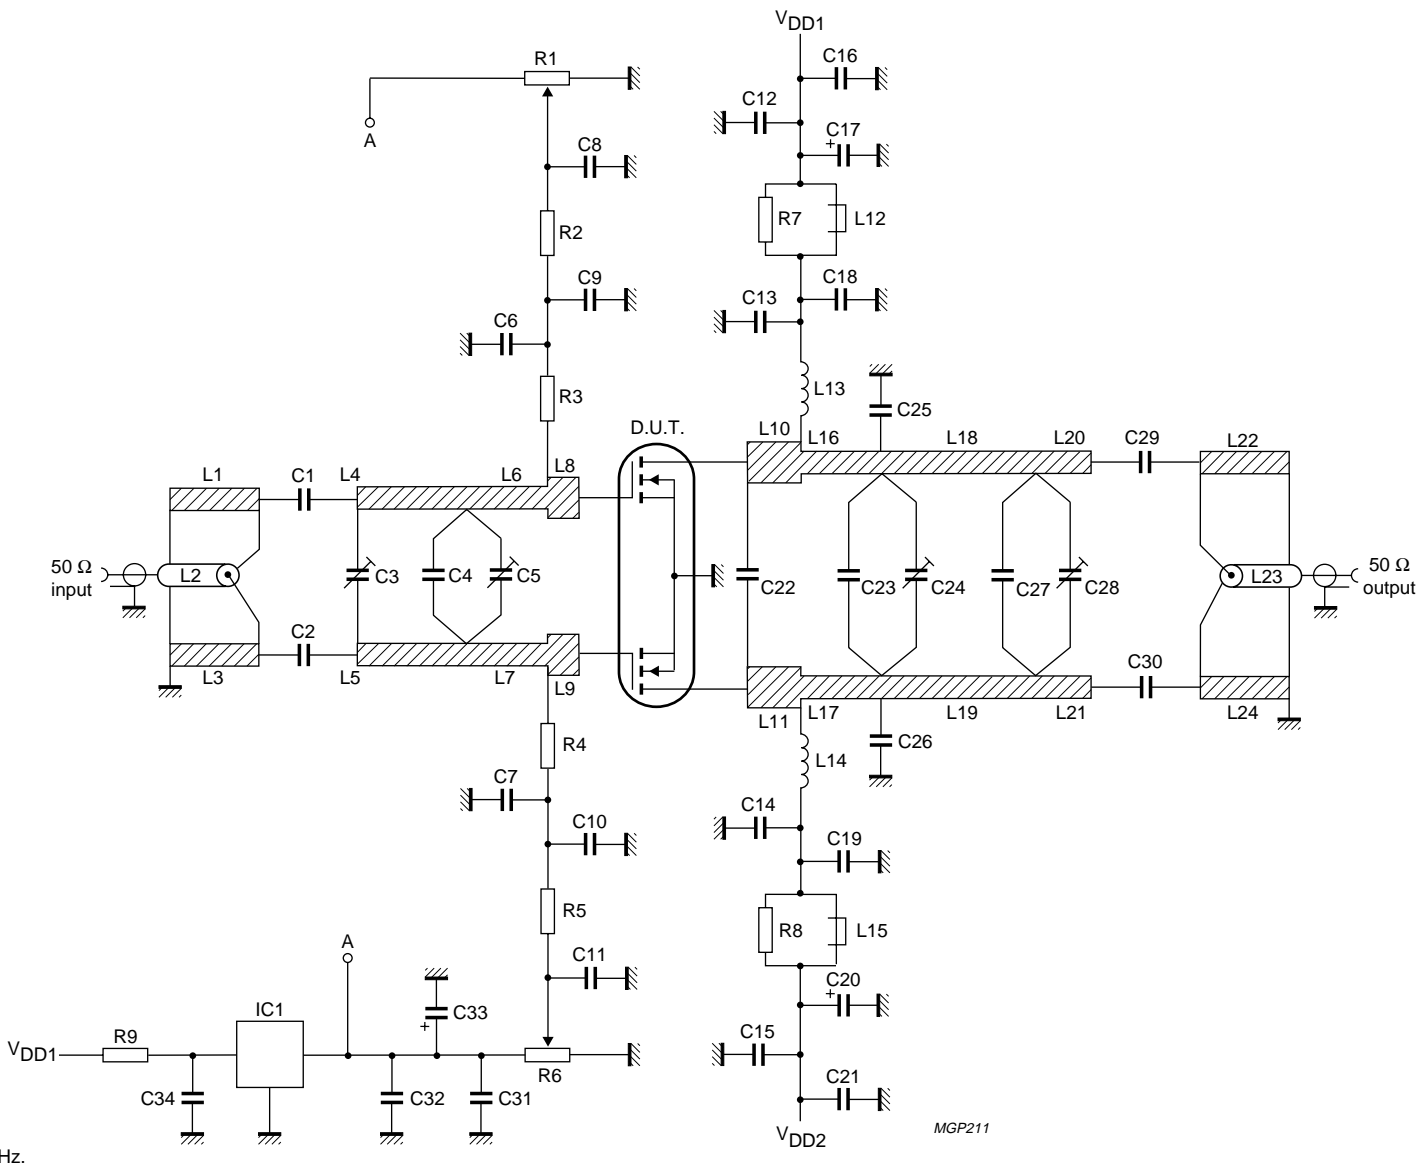 VDD1
R1
C16
C12
A
C17
+
C8
R7
L12
R2
C9
C18
C13
C6
L13
R3
C25
D.U.T.
L10
L16
L18
L20
C29
L22
L1
C1
L4
L6
L8
50 Ω
input
L2
C3
C4
C5
C22
C23
C24
C27
C28
L23
50 Ω
output
C2
L3
L5
L7
L9
C30
L11
L17
L19
L21
L24
R4
C26
L14
C7
C14
C10
C19
R5
R8
L15
A
C11
C20
+
IC1
C33
+
VDD1
R9
C15
R6
C34
C32
C31
C21
VDD2
MGP211
Hz.